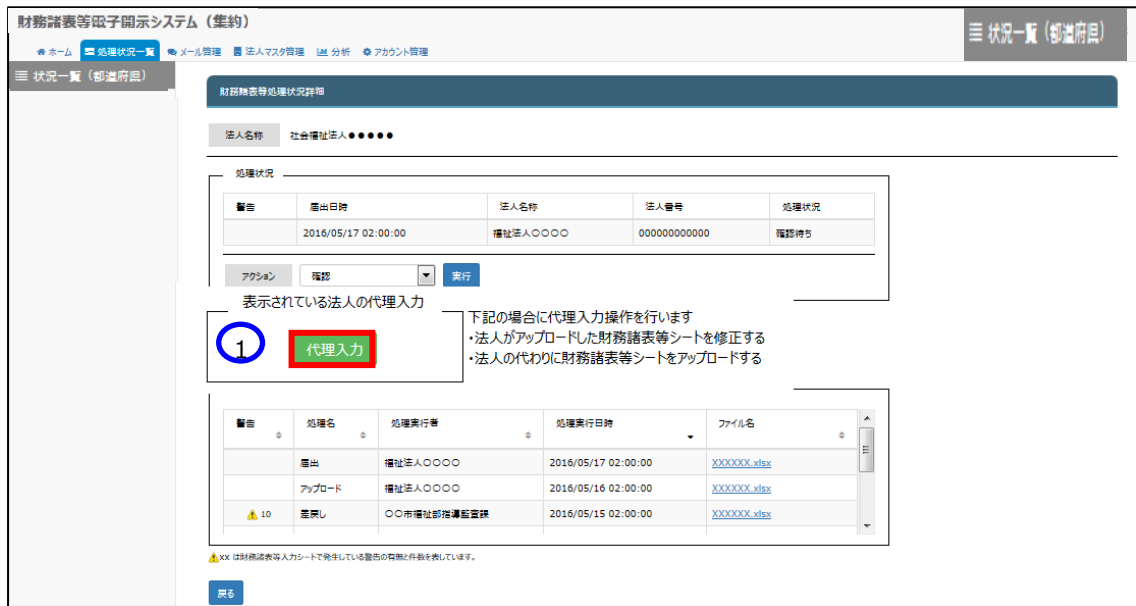 財務諸表等電子開示システム（集約）
状況一覧（都道府県）
ホーム 処理状況一覧 メール管理 法人マスタ管理 分析 アカウント管理
状況一覧（都道府県）
財務諸表等処理状況詳細
法人名称 社会福祉法人●●●●●
処理状況
警告 届出日時 法人名称 法人番号 処理状況
2016/05/17 02:00:00 福祉法人〇〇〇〇 000000000000 確認待ち
アクション 確認 実行
表示されている法人の代理入力
下記の場合に代理入力操作を行います
1 代理入力
・法人がアップロードした財務諸表等シートを修正する
・法人の代わりに財務諸表等シートをアップロードする
警告 処理名 処理実行者 処理実行日時 ファイル名
届出 福祉法人〇〇〇〇 2016/05/17 02:00:00 XXXXXX.xlsx
アップロード 福祉法人〇〇〇〇 2016/05/16 02:00:00 XXXXXX.xlsx
10 差戻し 〇〇市福祉部指導監査課 2016/05/15 02:00:00 XXXXXX.xlsx
xx は財務諸表等入力シートで発生している警告の有無と件数を表しています。
戻る